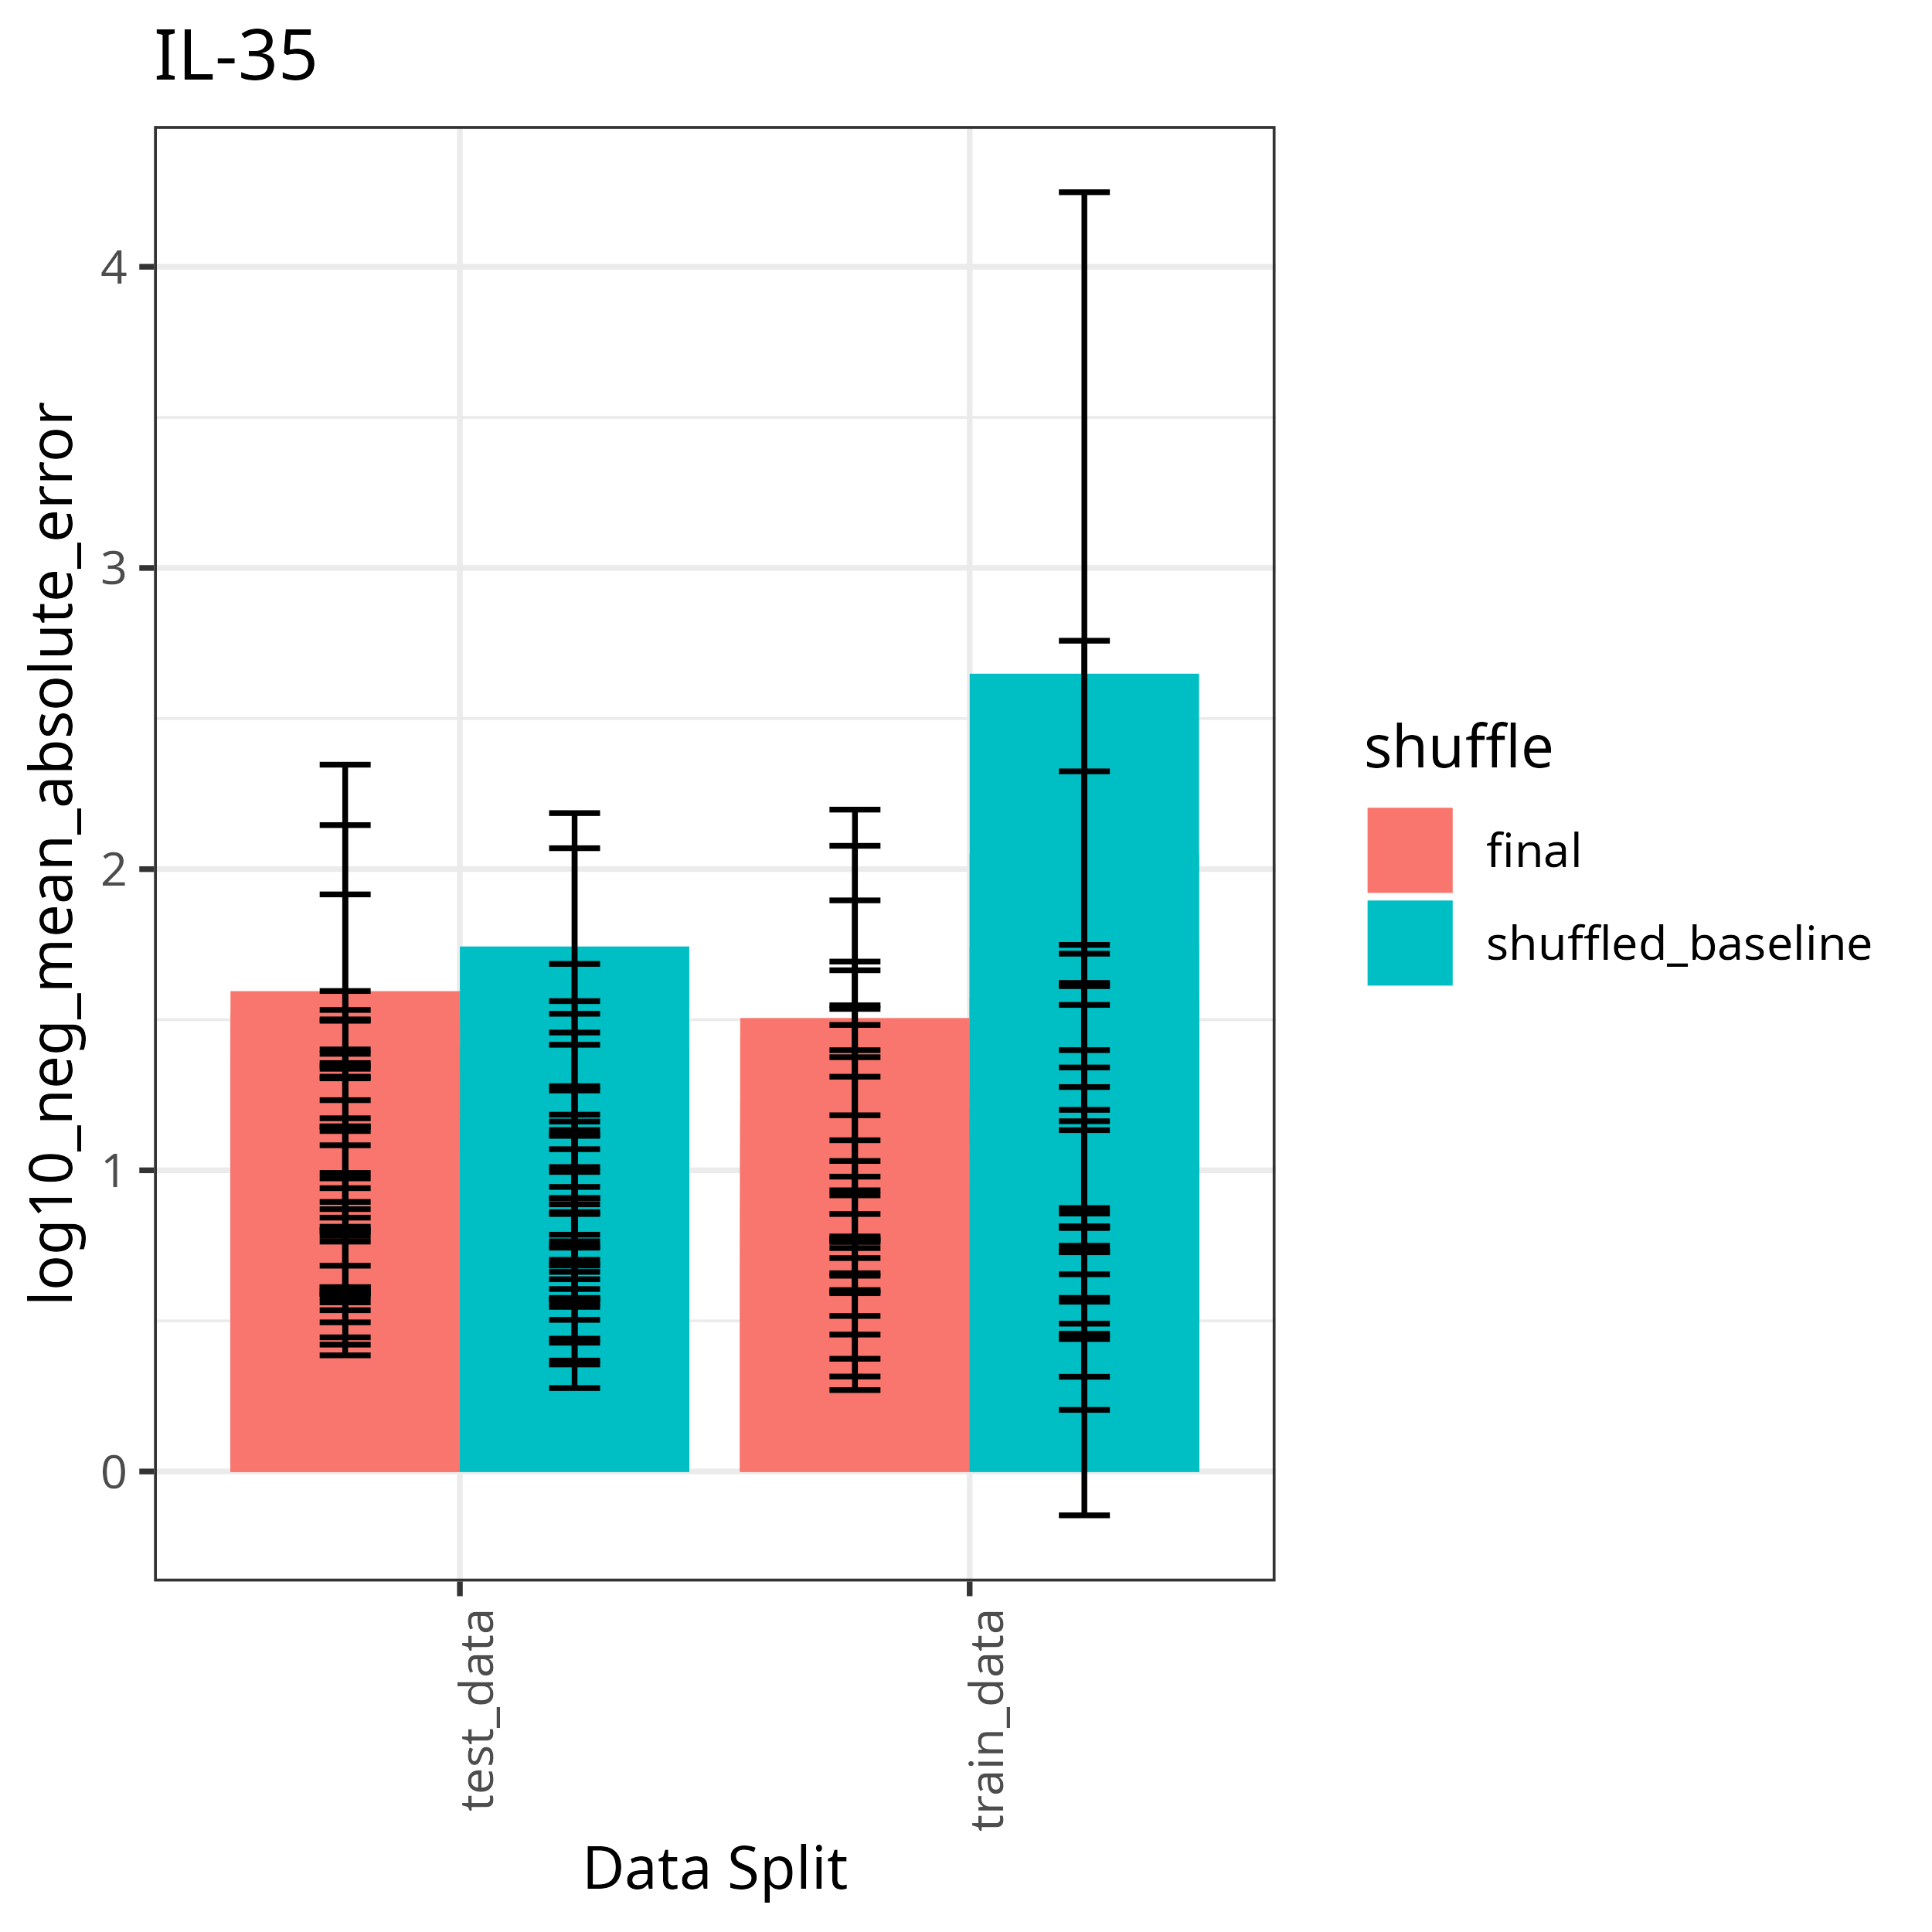 IL-35
log10_neg_mean_absolute_error
4
3
2
1
0
test_data
train_data
Data Split
shuffle
final
shuffled_baseline